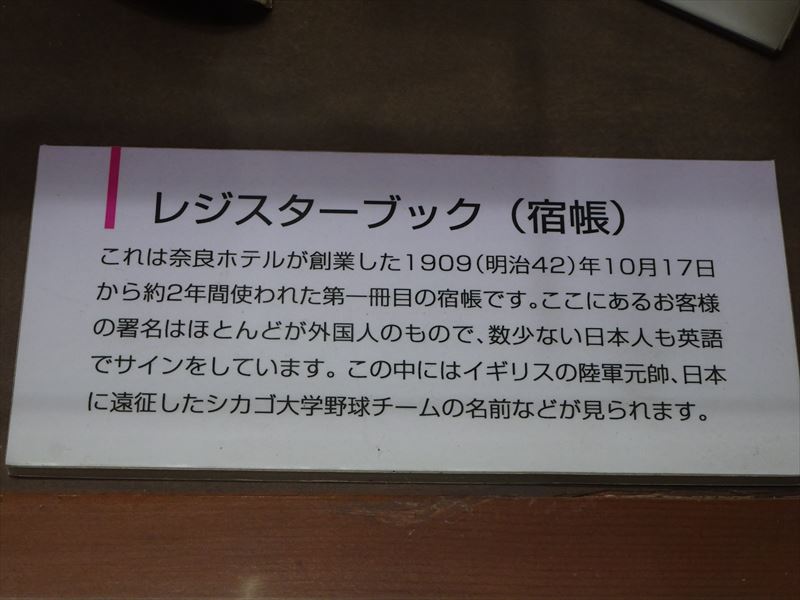 レジスターブック（宿帳）
これは奈良ホテルが創業した1909（明治42）年10月17日
から約2年間使われた第一冊目の宿帳です。ここにあるお客様
の署名はほとんどが外国人のもので、数少ない日本人も英語
でサインをしています。この中にはイギリスの陸軍元帥、日本
に遠征したシカゴ大学野球チームの名前などが見られます。